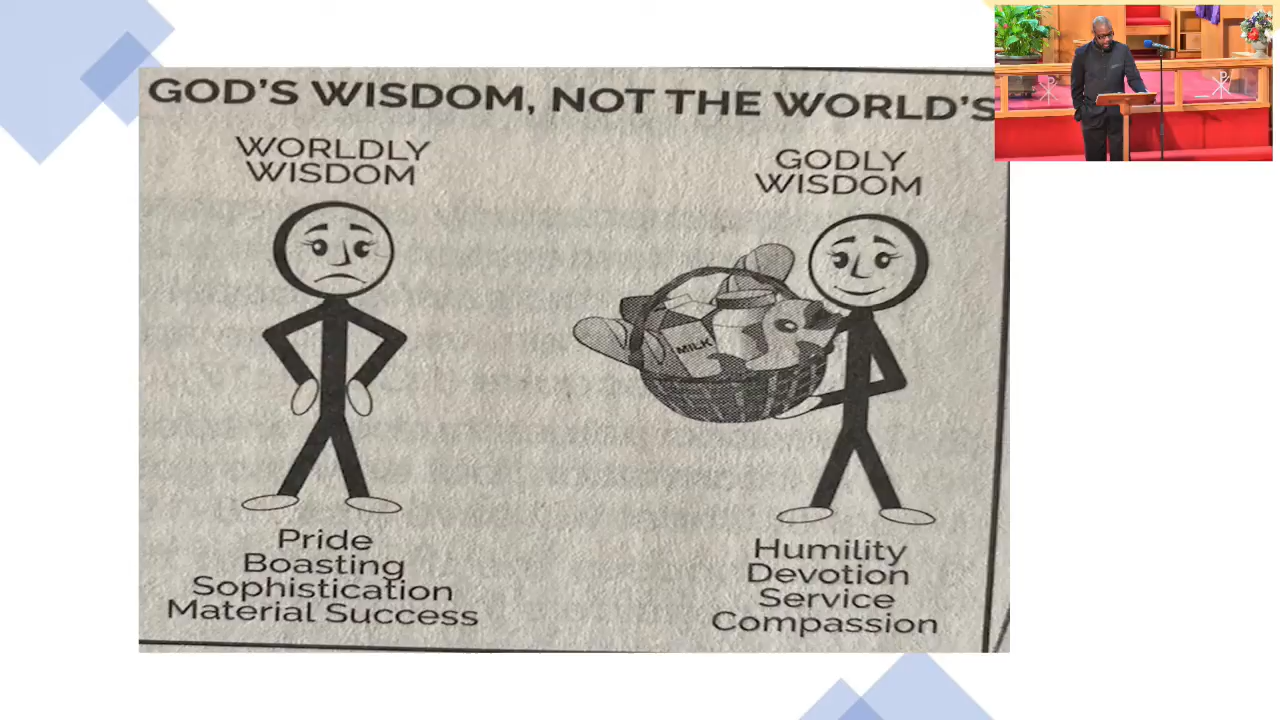 GOD'S WISDOM, NOT THE WORLD'S
WORLDLY
WISDOM
GODLY
WISDOM
MILK
Pride
Boasting
Sophistication
Material Success
Humility
Devotion
Service
Compassion